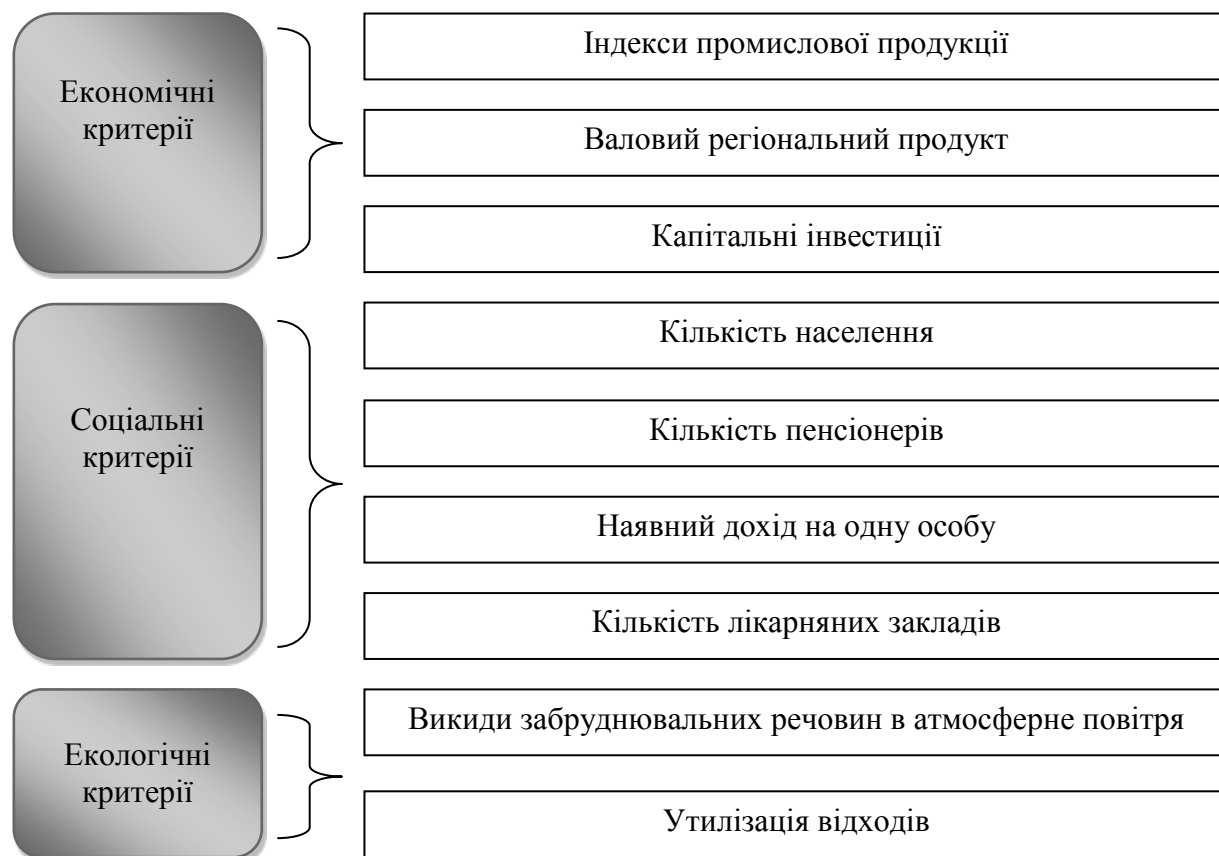 Економічні
критерії
Індекси промислової продукції
Валовий регіональний продукт
Капітальні інвестиції
Соціальні
критерії
Кількість населення
Кількість пенсіонерів
Наявний дохід на одну особу
Кількість лікарняних закладів
Екологічні
критерії
Викиди забруднювальних речовин в атмосферне повітря
Утилізація відходів